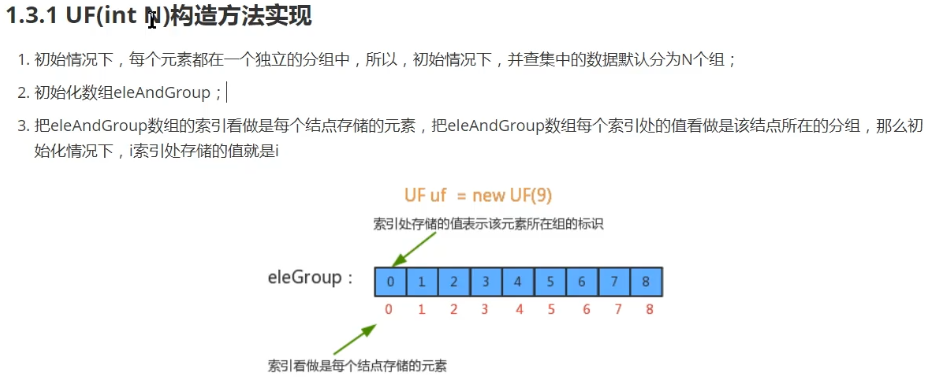 1.3.1 UF(int N)构造方法实现
1. 初始情况下，每个元素都在一个独立的分组中，所以，初始情况下，并查集中的数据默认分为N个组；
2. 初始化数组eleAndGroup；
3. 把eleAndGroup数组的索引看做是每个结点存储的元素，把eleAndGroup数组每个索引处的值看做是该结点所在的分组，那么初
始化情况下，i索引处存储的值就是i
UF uf = new UF(9)
索引处存储的值表示该元素所在组的标识
eleGroup： 0 1 2 3 4 5 6 7 8
0 1 2 3 4 5 6 7 8
索引看做是每个结点存储的元素